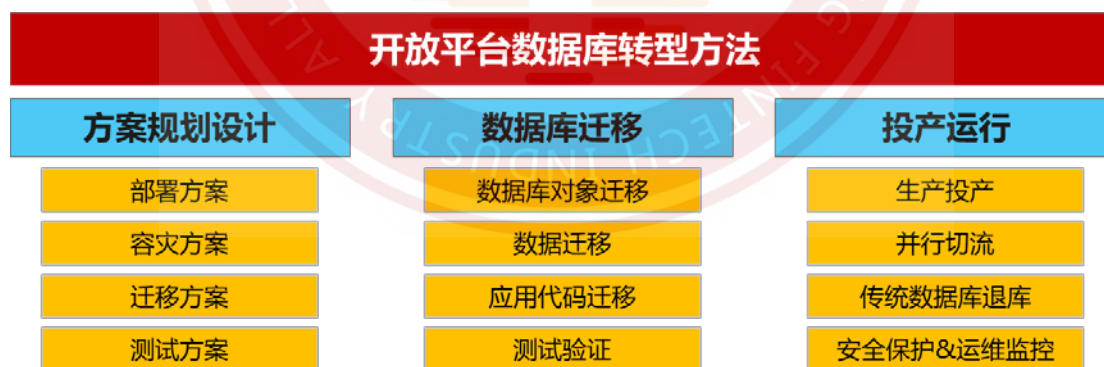 开放平台数据库转型方法
方案规划设计 数据库迁移 投产运行
部署方案 数据库对象迁移 生产投产
容灾方案 数据迁移 并行切流
迁移方案 应用代码迁移 传统数据库退库
测试方案 测试验证 安全保护&运维监控